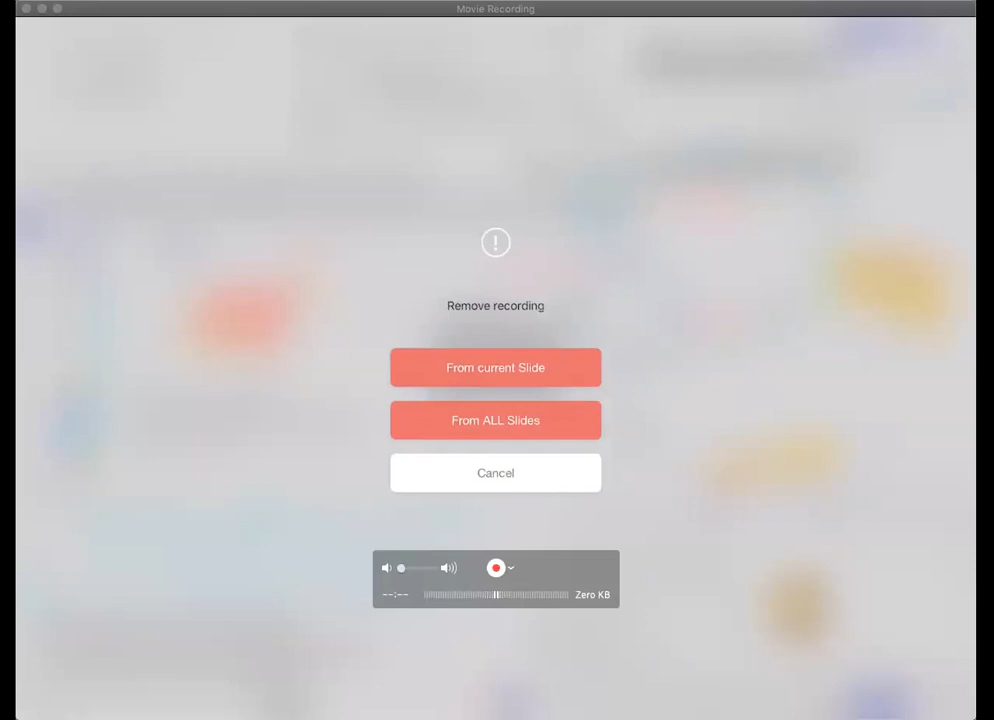 Movie Recording
!
Remove recording
From current Slide
From ALL Slides
Cancel
--:-- Zero KB